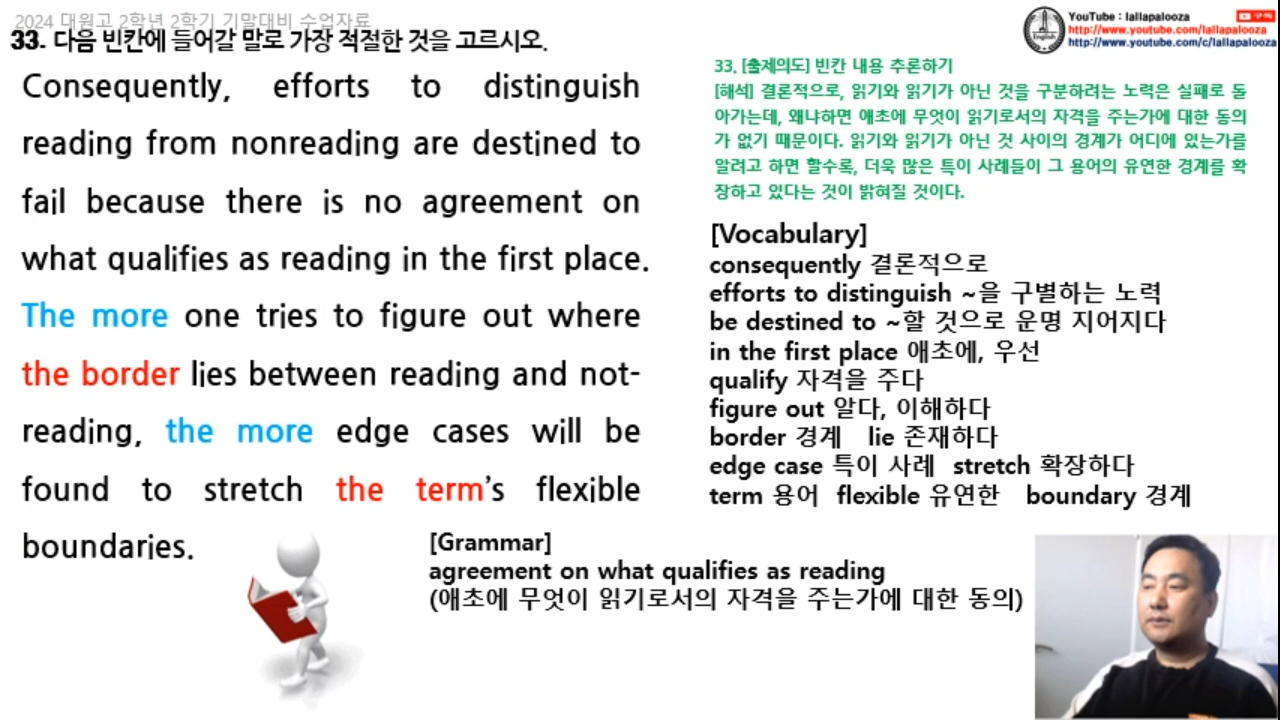 2024 대원고 2학년 2학기 기말대비 수업자료
33. 다음 빈칸에 들어갈 말로 가장 적절한 것을 고르시오.
YouTube : lallapalooza
http://www.youtube.com/lallapalooza
http://www.youtube.com/c/lallapalooza
Consequently, efforts to distinguish
reading from nonreading are destined to
fail because there is no agreement on
what qualifies as reading in the first place.
The more one tries to figure out where
the border lies between reading and not-
reading, the more edge cases will be
found to stretch the term's flexible
boundaries.
33. [출제의도] 빈칸 내용 추론하기
[해석] 결론적으로, 읽기와 읽기가 아닌 것을 구분하려는 노력은 실패로 돌
아가는데, 왜냐하면 애초에 무엇이 읽기로서의 자격을 주는가에 대한 동의
가 없기 때문이다. 읽기와 읽기가 아닌 것 사이의 경계가 어디에 있는가를
알려고 하면 할수록, 더욱 많은 특이 사례들이 그 용어의 유연한 경계를 확
장하고 있다는 것이 밝혀질 것이다.
[Vocabulary]
consequently 결론적으로
efforts to distinguish ~을 구별하는 노력
be destined to ~할 것으로 운명 지어지다
in the first place 애초에, 우선
qualify 자격을 주다
figure out 알다, 이해하다
border 경계 lie 존재하다
edge case 특이 사례 stretch 확장하다
term 용어 flexible 유연한 boundary 경계
[Grammar]
agreement on what qualifies as reading
(애초에 무엇이 읽기로서의 자격을 주는가에 대한 동의)